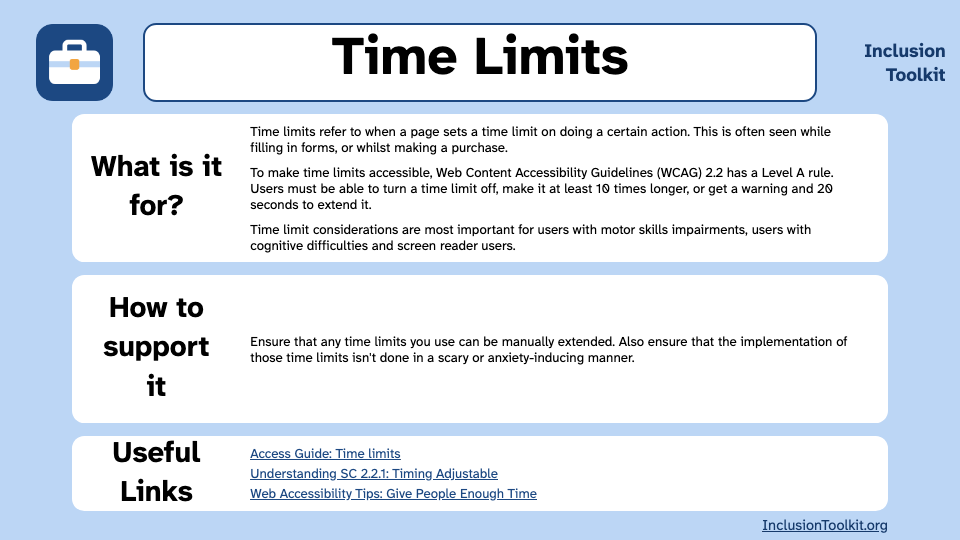 Time Limits
Inclusion
Toolkit
What is it
for?
Time limits refer to when a page sets a time limit on doing a certain action. This is often seen while
filling in forms, or whilst making a purchase.
To make time limits accessible, Web Content Accessibility Guidelines (WCAG) 2.2 has a Level A rule.
Users must be able to turn a time limit off, make it at least 10 times longer, or get a warning and 20
seconds to extend it.
Time limit considerations are most important for users with motor skills impairments, users with
cognitive difficulties and screen reader users.
How to
support
it
Ensure that any time limits you use can be manually extended. Also ensure that the implementation of
those time limits isn't done in a scary or anxiety-inducing manner.
Useful
Links
Access Guide: Time limits
Understanding SC 2.2.1: Timing Adjustable
Web Accessibility Tips: Give People Enough Time
InclusionToolkit.org